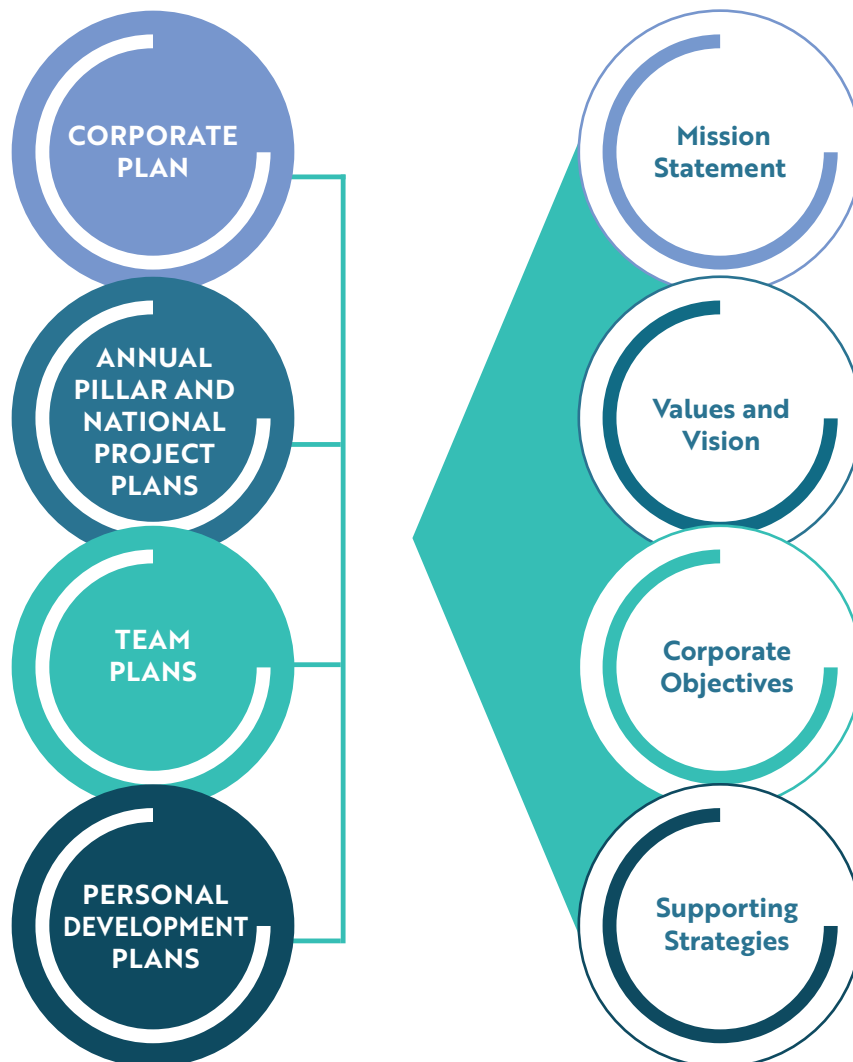 CORPORATE
PLAN
ANNUAL
PILLAR AND
NATIONAL
PROJECT
PLANS
TEAM
PLANS
PERSONAL
DEVELOPMENT
PLANS
Mission
Statement
Values and
Vision
Corporate
Objectives
Supporting
Strategies